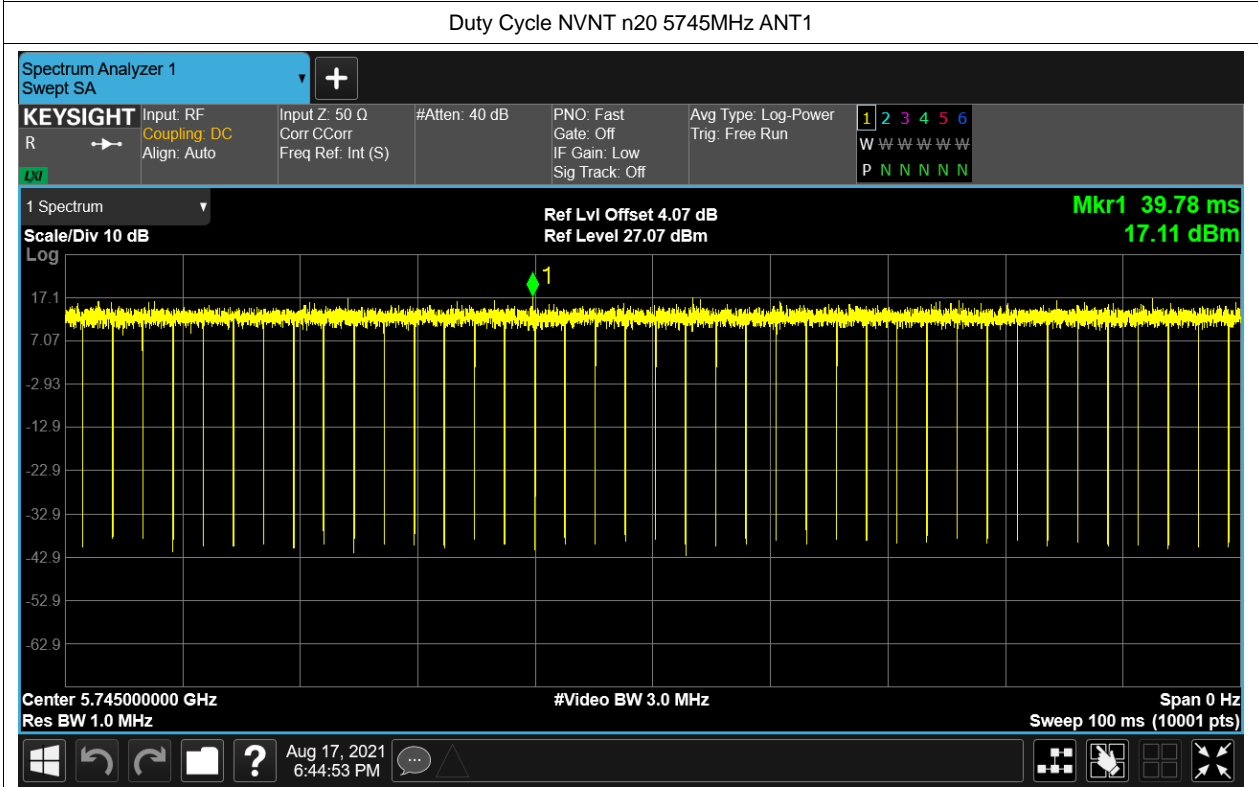 Duty Cycle NVNT n20 5745MHz ANT1
Spectrum Analyzer 1
Swept SA
KEYSIGHT
R
LXI
Input: RF
Coupling: DC
Align: Auto
Input Z: 50 Ω
Corr CCorr
Freq Ref: Int (S)
#Atten: 40 dB
PNO: Fast
Gate: Off
IF Gain: Low
Sig Track: Off
Avg Type: Log-Power
Trig: Free Run
1 2 3 4 5 6
W W W W W W
P N N N N N
1 Spectrum
Scale/Div 10 dB
Log
Ref Lvl Offset 4.07 dB
Ref Level 27.07 dBm
Mkr1 39.78 ms
17.11 dBm
1
17.1
7.07
-2.93
-12.9
-22.9
-32.9
-42.9
-52.9
-62.9
Center 5.745000000 GHz
Res BW 1.0 MHz
#Video BW 3.0 MHz
Span 0 Hz
Sweep 100 ms (10001 pts)
?
Aug 17, 2021
6:44:53 PM